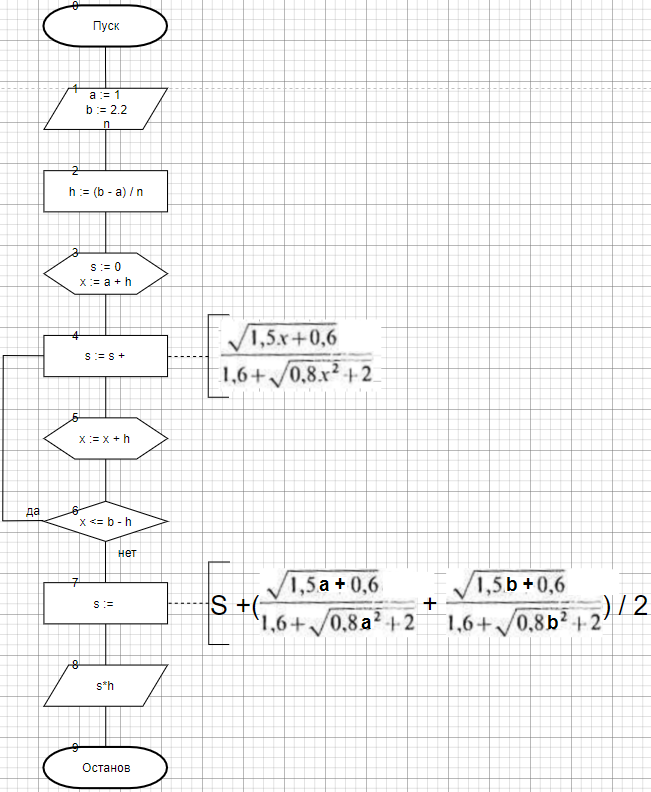 0
Пуск
1
a := 1
b := 2.2
n
2
h := (b - a) / n
3
s := 0
x := a + h
4
s := s +
√1,5x+0,6
1,6+√0,8x²+2
5
x := x + h
да
6
x <= b - h
нет
7
s :=
S +( √1,5a+0,6 / 1,6+√0,8a²+2 + √1,5b+0,6 / 1,6+√0,8b²+2 ) / 2
8
s*h
9
Останов